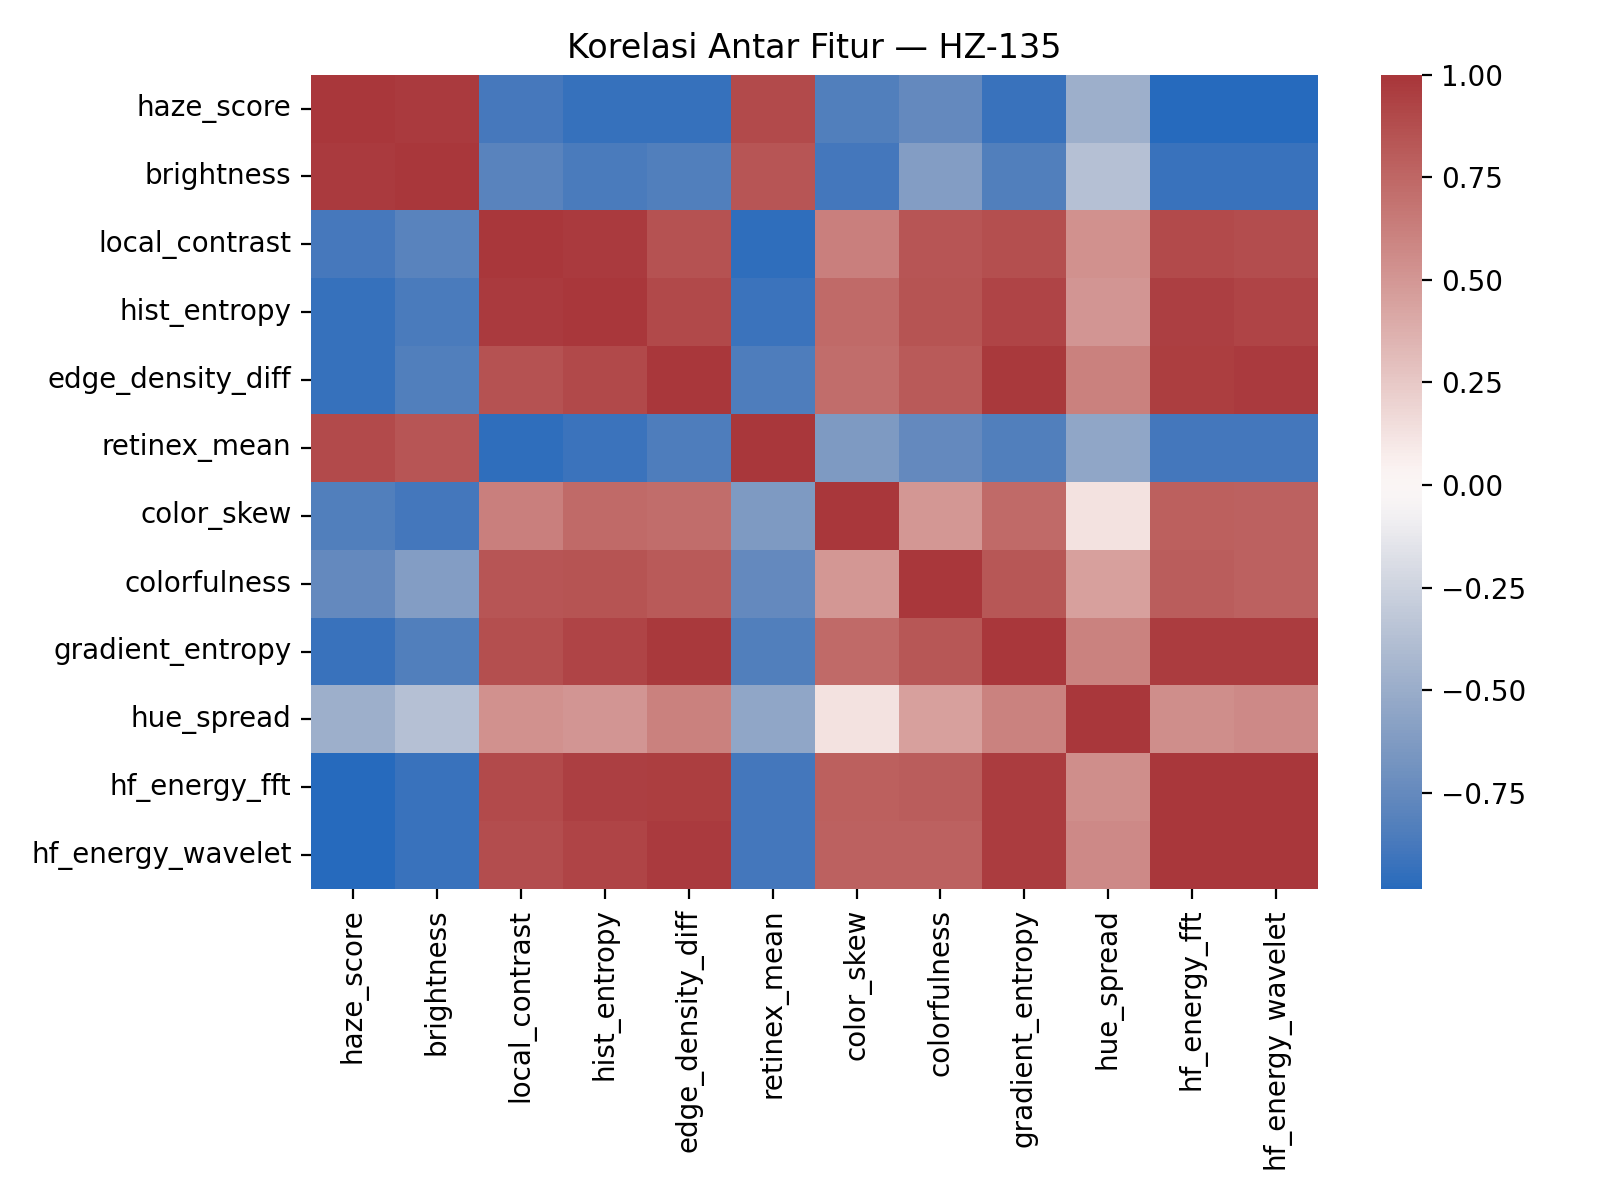 Korelasi Antar Fitur — HZ-135
haze_score
brightness
local_contrast
hist_entropy
edge_density_diff
retinex_mean
color_skew
colorfulness
gradient_entropy
hue_spread
hf_energy_fft
hf_energy_wavelet
haze_score
brightness
local_contrast
hist_entropy
edge_density_diff
retinex_mean
color_skew
colorfulness
gradient_entropy
hue_spread
hf_energy_fft
hf_energy_wavelet
1.00
0.75
0.50
0.25
0.00
−0.25
−0.50
−0.75